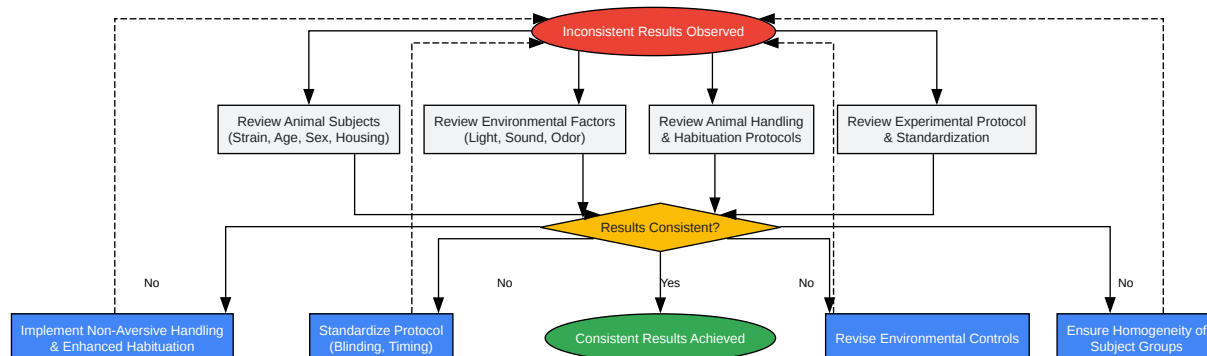 Inconsistent Results Observed
Review Animal Subjects
(Strain, Age, Sex, Housing)
Review Environmental Factors
(Light, Sound, Odor)
Review Animal Handling
& Habituation Protocols
Review Experimental Protocol
& Standardization
Results Consistent?
No
No
Yes
No
No
Implement Non-Aversive Handling
& Enhanced Habituation
Standardize Protocol
(Blinding, Timing)
Consistent Results Achieved
Revise Environmental Controls
Ensure Homogeneity of
Subject Groups